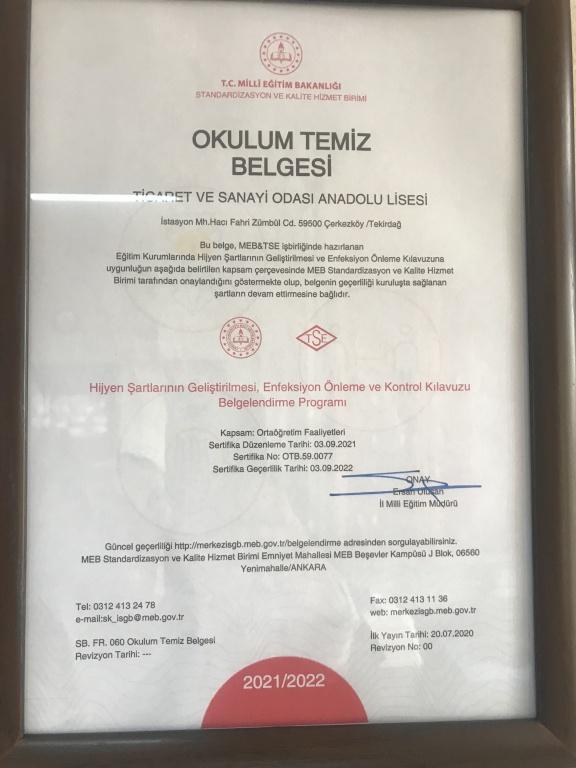 T.C. MİLLÎ EĞİTİM BAKANLIĞI
STANDARDİZASYON VE KALİTE HİZMET BİRİMİ
OKULUM TEMİZ
BELGESİ
TİCARET VE SANAYİ ODASI ANADOLU LİSESİ
İstasyon Mh.Hacı Fahri Zümbül Cd. 59500 Çerkezköy /Tekirdağ
Bu belge, MEB&TSE işbirliğinde hazırlanan
Eğitim Kurumlarında Hijyen Şartlarının Geliştirilmesi ve Enfeksiyon Önleme Kılavuzuna
uygunluğun aşağıda belirtilen kapsam çerçevesinde MEB Standardizasyon ve Kalite Hizmet
Birimi tarafından onaylandığını göstermekte olup, belgenin geçerliliği kuruluşta sağlanan
şartların devam ettirmesine bağlıdır.
TSE
Hijyen Şartlarının Geliştirilmesi, Enfeksiyon Önleme ve Kontrol Kılavuzu
Belgelendirme Programı
Kapsam: Ortaöğretim Faaliyetleri
Sertifika Düzenleme Tarihi: 03.09.2021
Sertifika No: OTB.59.0077
Sertifika Geçerlilik Tarihi: 03.09.2022
ONAY
Ersan Ulusan
İl Milli Eğitim Müdürü
Güncel geçerliliği http://merkezisgb.meb.gov.tr/belgelendirme adresinden sorgulayabilirsiniz.
MEB Standardizasyon ve Kalite Hizmet Birimi Emniyet Mahallesi MEB Beşevler Kampüsü J Blok, 06560
Yenimahalle/ANKARA
Tel: 0312 413 24 78
e-mail:sk_isgb@meb.gov.tr
Fax: 0312 413 11 36
web: merkezisgb.meb.gov.tr
SB. FR. 060 Okulum Temiz Belgesi
Revizyon Tarihi: ---
İlk Yayın Tarihi: 20.07.2020
Revizyon No: 00
2021/2022